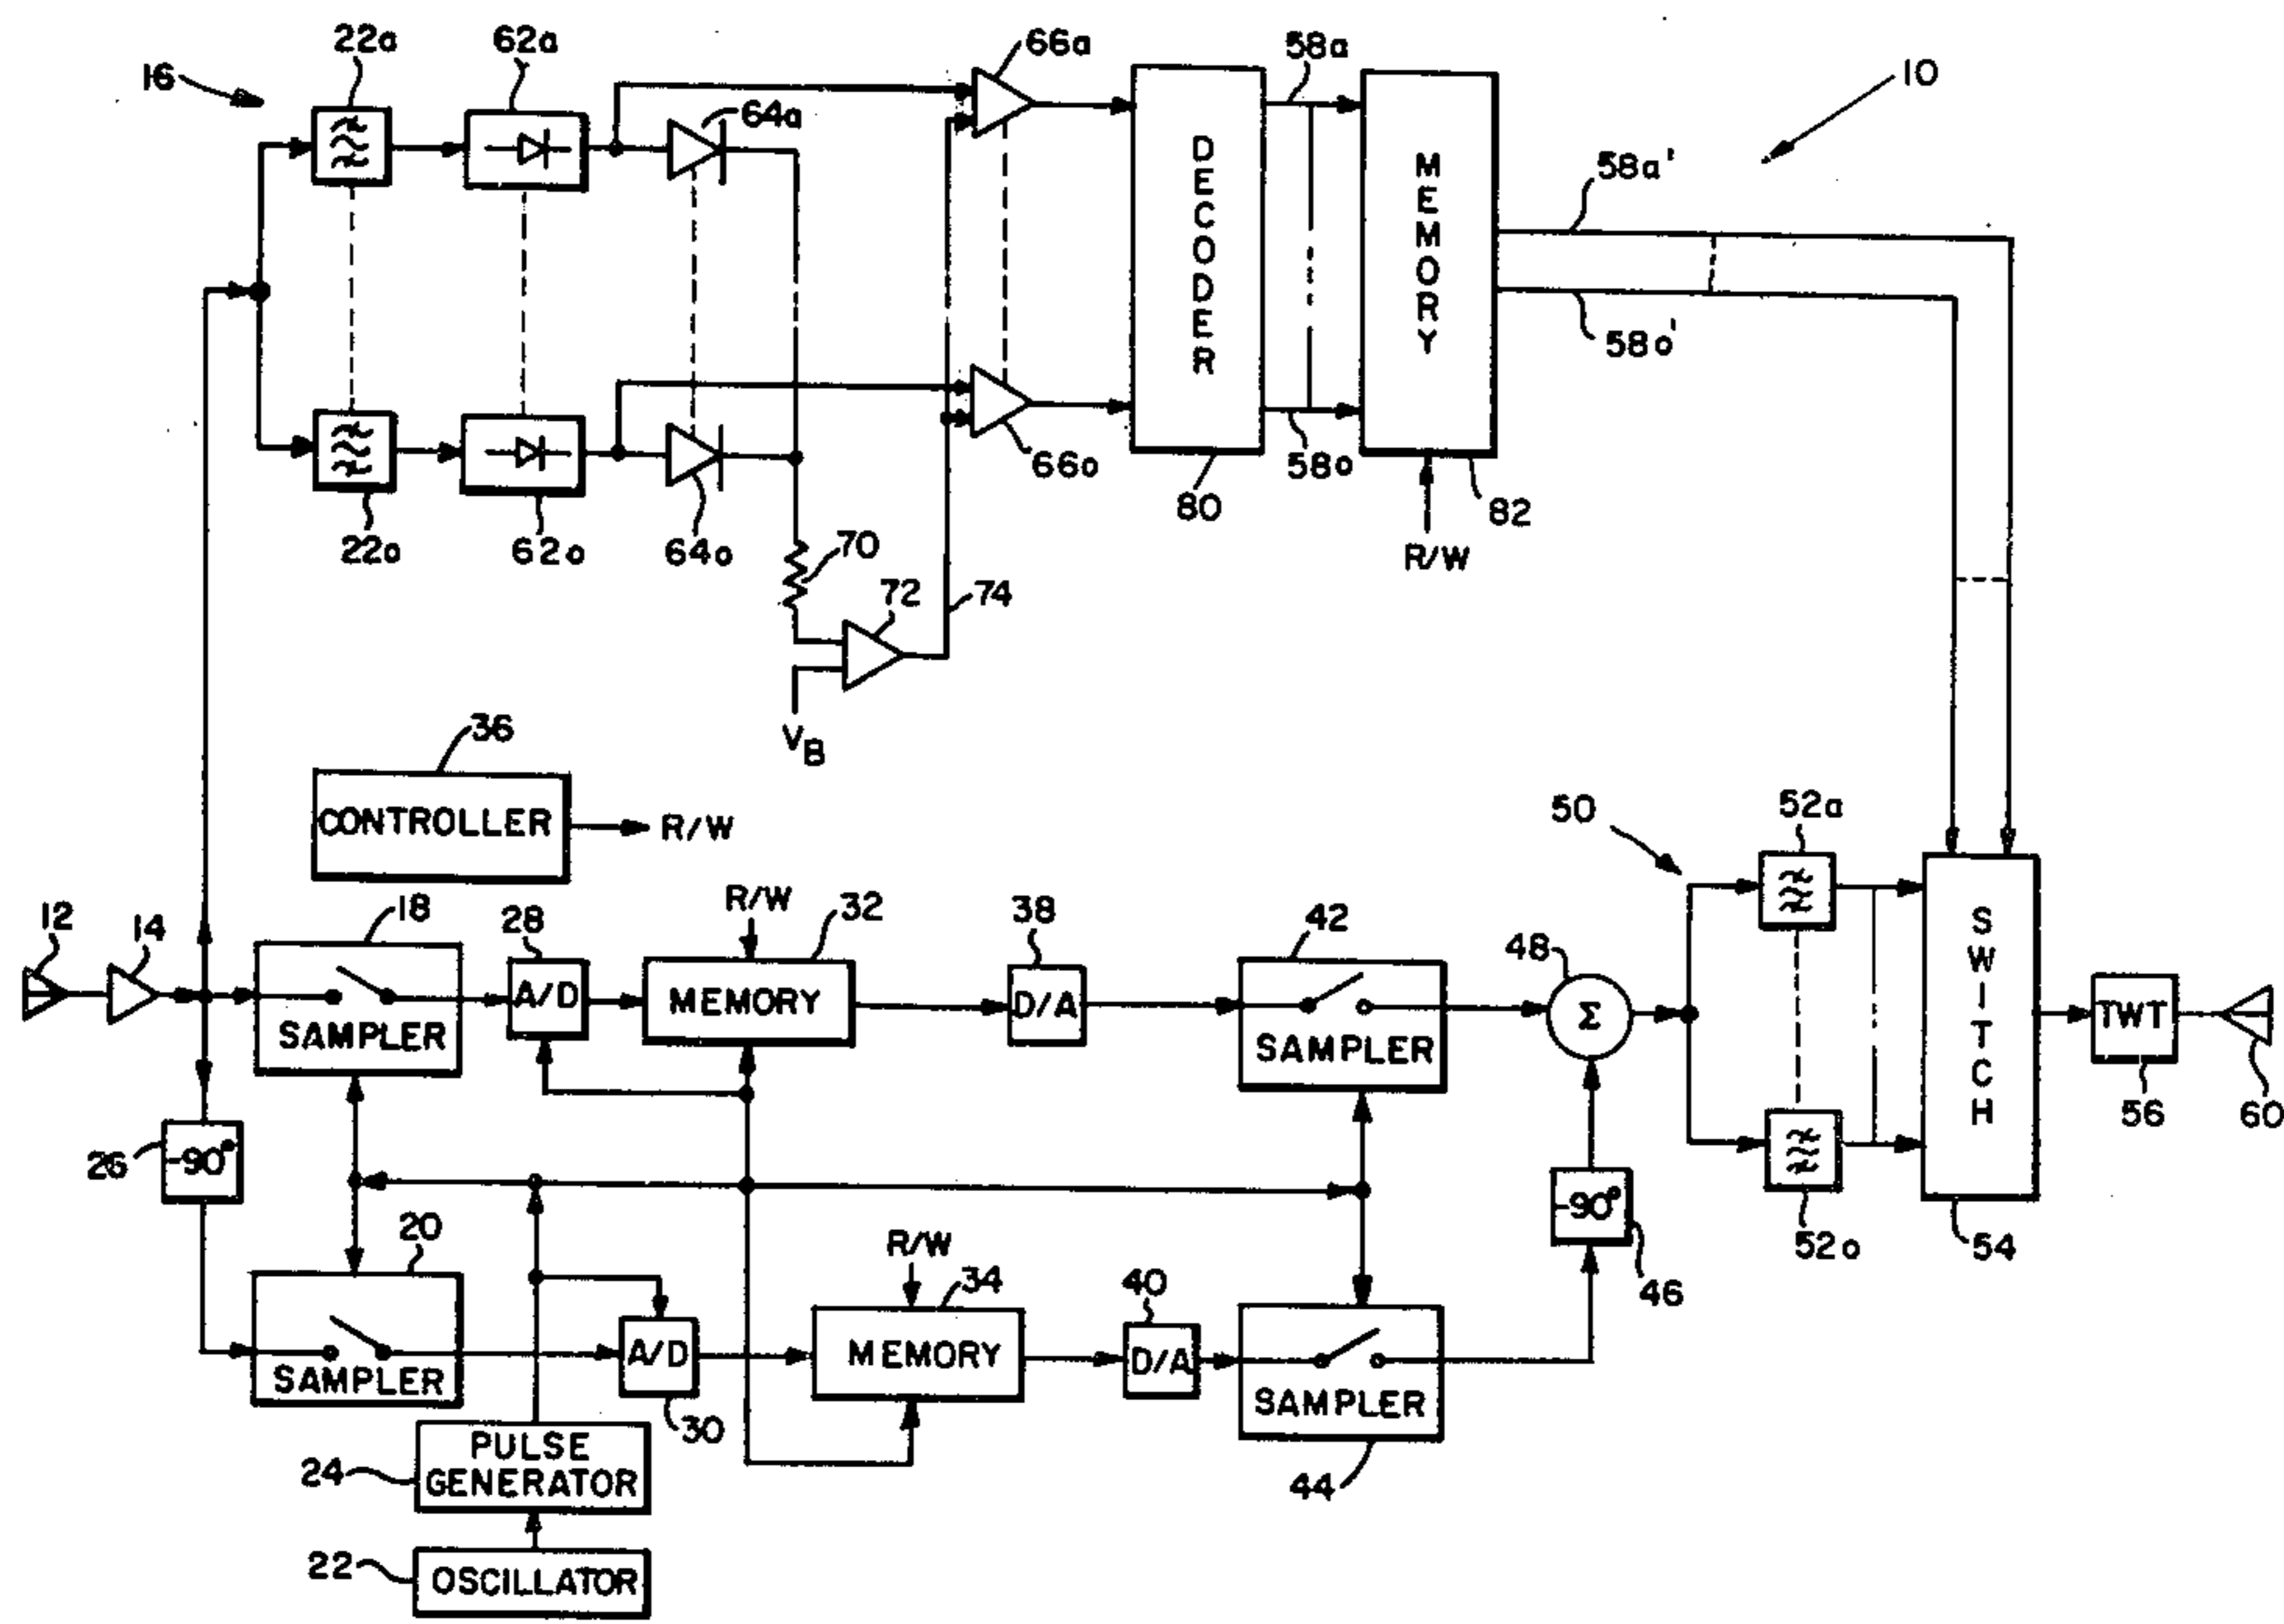 22a
62a
66a
58a
16
64a
10
DECODER
MEMORY
58a'
58o'
66o
58o
80
82
22o
62o
64o
70
R/W
72
74
VB
36
CONTROLLER
R/W
50
52a
12
14
18
28
R/W
32
38
42
48
SAMPLER
A/D
MEMORY
D/A
SAMPLER
Σ
SWITCH
TWT
56
60
26
-90°
-90°
46
52o
54
20
R/W
34
40
SAMPLER
A/D
30
MEMORY
D/A
SAMPLER
44
24
PULSE
GENERATOR
22
OSCILLATOR